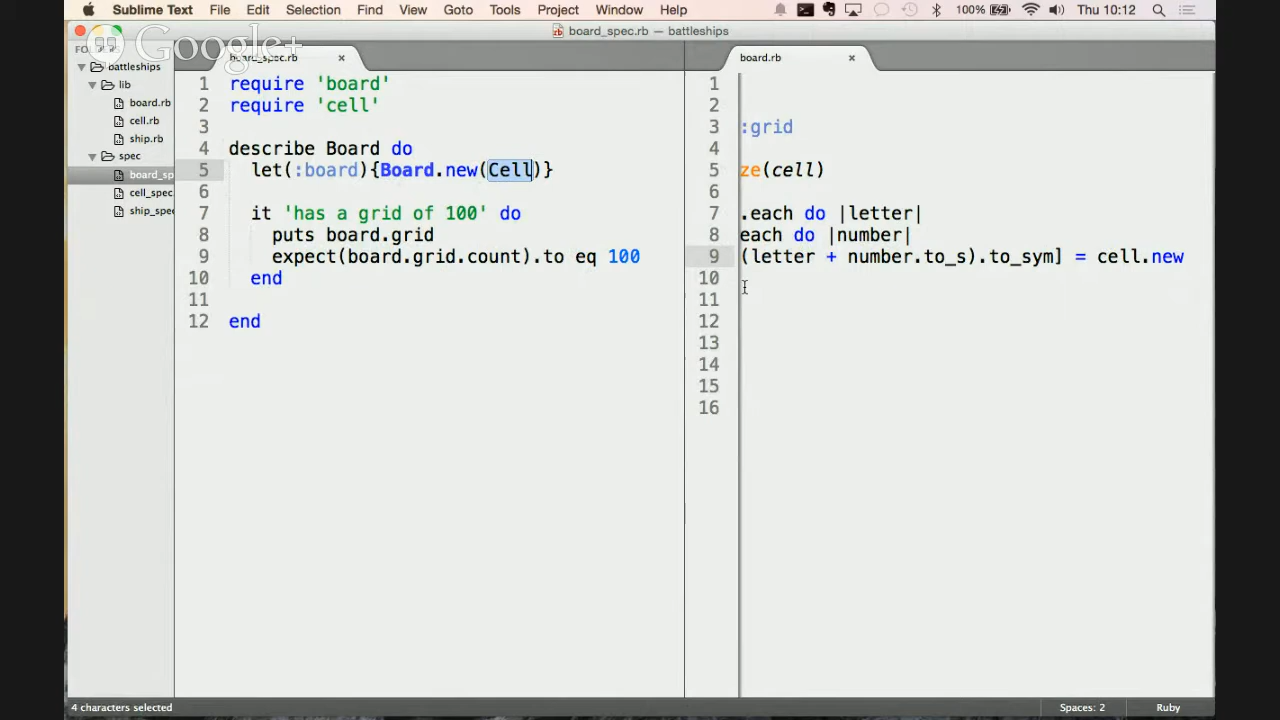 Sublime Text File Edit Selection Find View Goto Tools Project Window Help 100% Thu 10:12
board_spec.rb — battleships
Google+
board_spec.rb
board.rb
battleships
lib
board.rb
cell.rb
ship.rb
spec
board_sp
cell_spec
ship_spec
1 require 'board'
2 require 'cell'
3
4 describe Board do
5 let(:board){Board.new(Cell)}
6
7 it 'has a grid of 100' do
8 puts board.grid
9 expect(board.grid.count).to eq 100
10 end
11
12 end
1
2
3 :grid
4
5 ze(cell)
6
7 .each do |letter|
8 each do |number|
9 (letter + number.to_s).to_sym] = cell.new
10
11
12
13
14
15
16
4 characters selected
Spaces: 2
Ruby